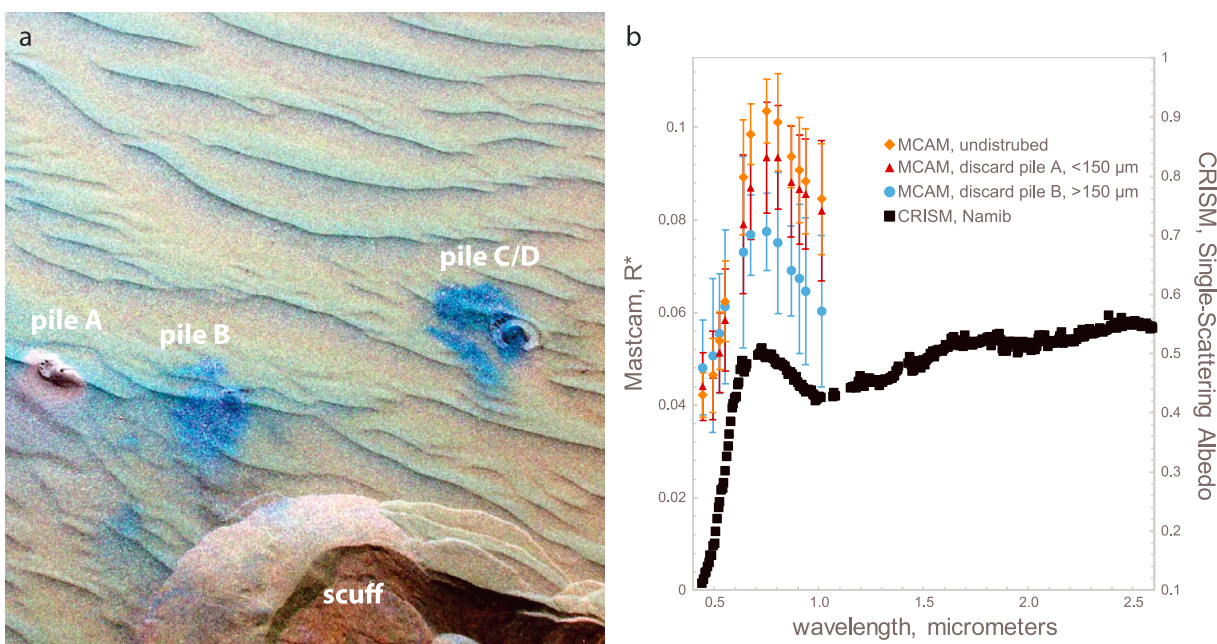 a
pile C/D
pile A
pile B
scuff
b
Mastcam, R*
0.1
0.08
0.06
0.04
0.02
0
MCAM, undistrubed
MCAM, discard pile A, <150 µm
MCAM, discard pile B, >150 µm
CRISM, Namib
1
0.9
0.8
0.7
0.6
0.5
0.4
0.3
0.2
0.1
CRISM, Single-Scattering Albedo
0.5 1.0 1.5 2.0 2.5
wavelength, micrometers